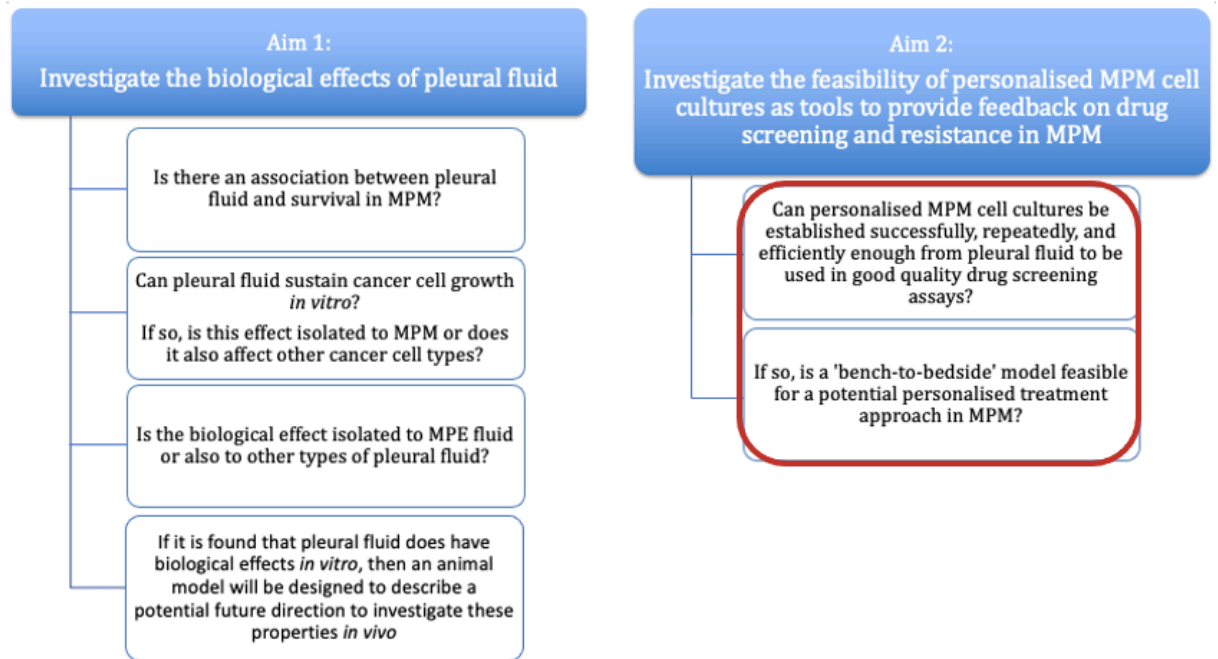 Aim 1:
Investigate the biological effects of pleural fluid
Is there an association between pleural
fluid and survival in MPM?
Can pleural fluid sustain cancer cell growth
in vitro?
If so, is this effect isolated to MPM or does
it also affect other cancer cell types?
Is the biological effect isolated to MPE fluid
or also to other types of pleural fluid?
If it is found that pleural fluid does have
biological effects in vitro, then an animal
model will be designed to describe a
potential future direction to investigate these
properties in vivo
Aim 2:
Investigate the feasibility of personalised MPM cell
cultures as tools to provide feedback on drug
screening and resistance in MPM
Can personalised MPM cell cultures be
established successfully, repeatedly, and
efficiently enough from pleural fluid to be
used in good quality drug screening
assays?
If so, is a 'bench-to-bedside' model feasible
for a potential personalised treatment
approach in MPM?